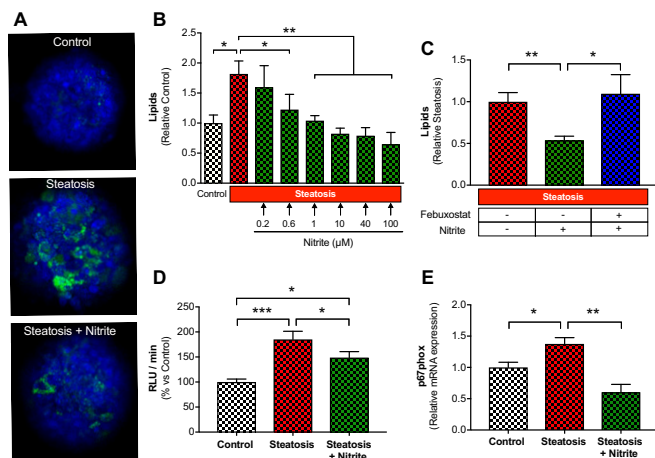 A
Control
Steatosis
Steatosis + Nitrite
B
Lipids
(Relative Control)
2.5
2.0
1.5
1.0
0.5
0.0
*
*
**
Control
Steatosis
0.2
0.6
1
10
40
100
Nitrite (µM)
C
Lipids
(Relative Steatosis)
1.5
1.0
0.5
0.0
**
*
Steatosis
Febuxostat - - +
Nitrite - + +
D
RLU / min
(% vs Control)
250
200
150
100
50
0
*
***
*
Control
Steatosis
Steatosis
+ Nitrite
E
p67phox
(Relative mRNA expression)
2.0
1.5
1.0
0.5
0.0
*
**
Control
Steatosis
Steatosis
+ Nitrite